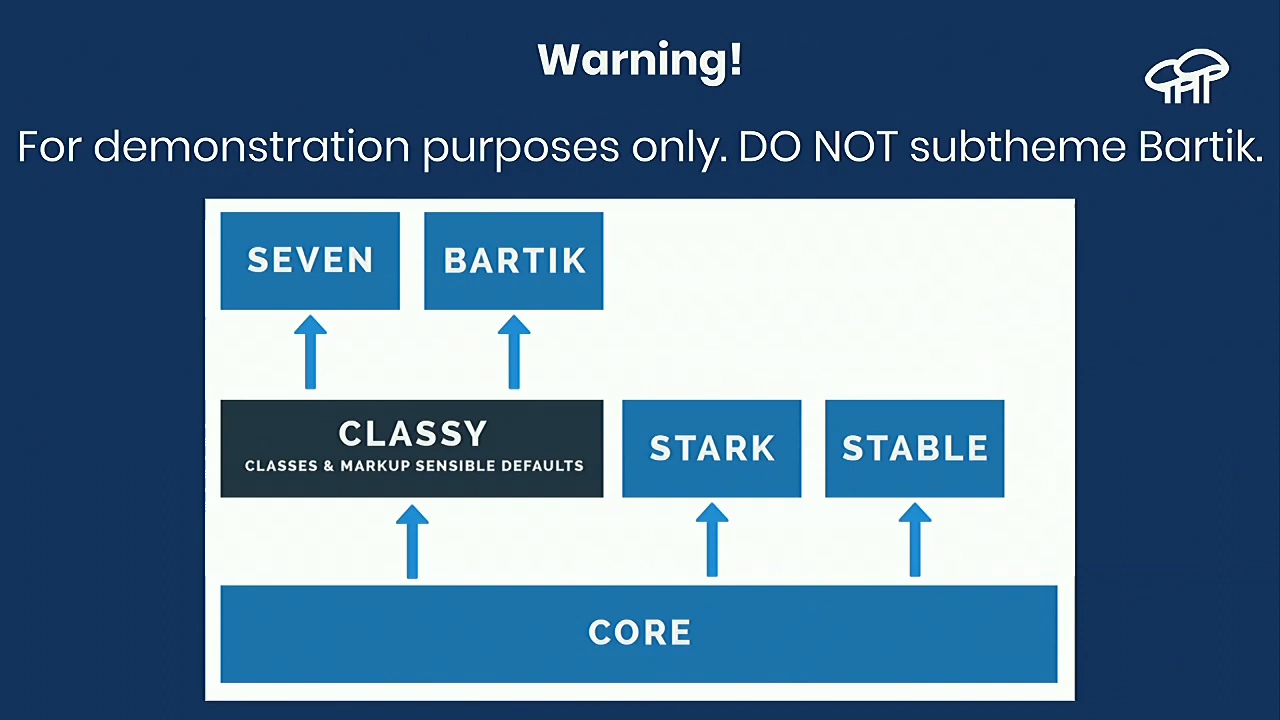 Warning!
For demonstration purposes only. DO NOT subtheme Bartik.
SEVEN
BARTIK
CLASSY
CLASSES & MARKUP SENSIBLE DEFAULTS
STARK
STABLE
CORE